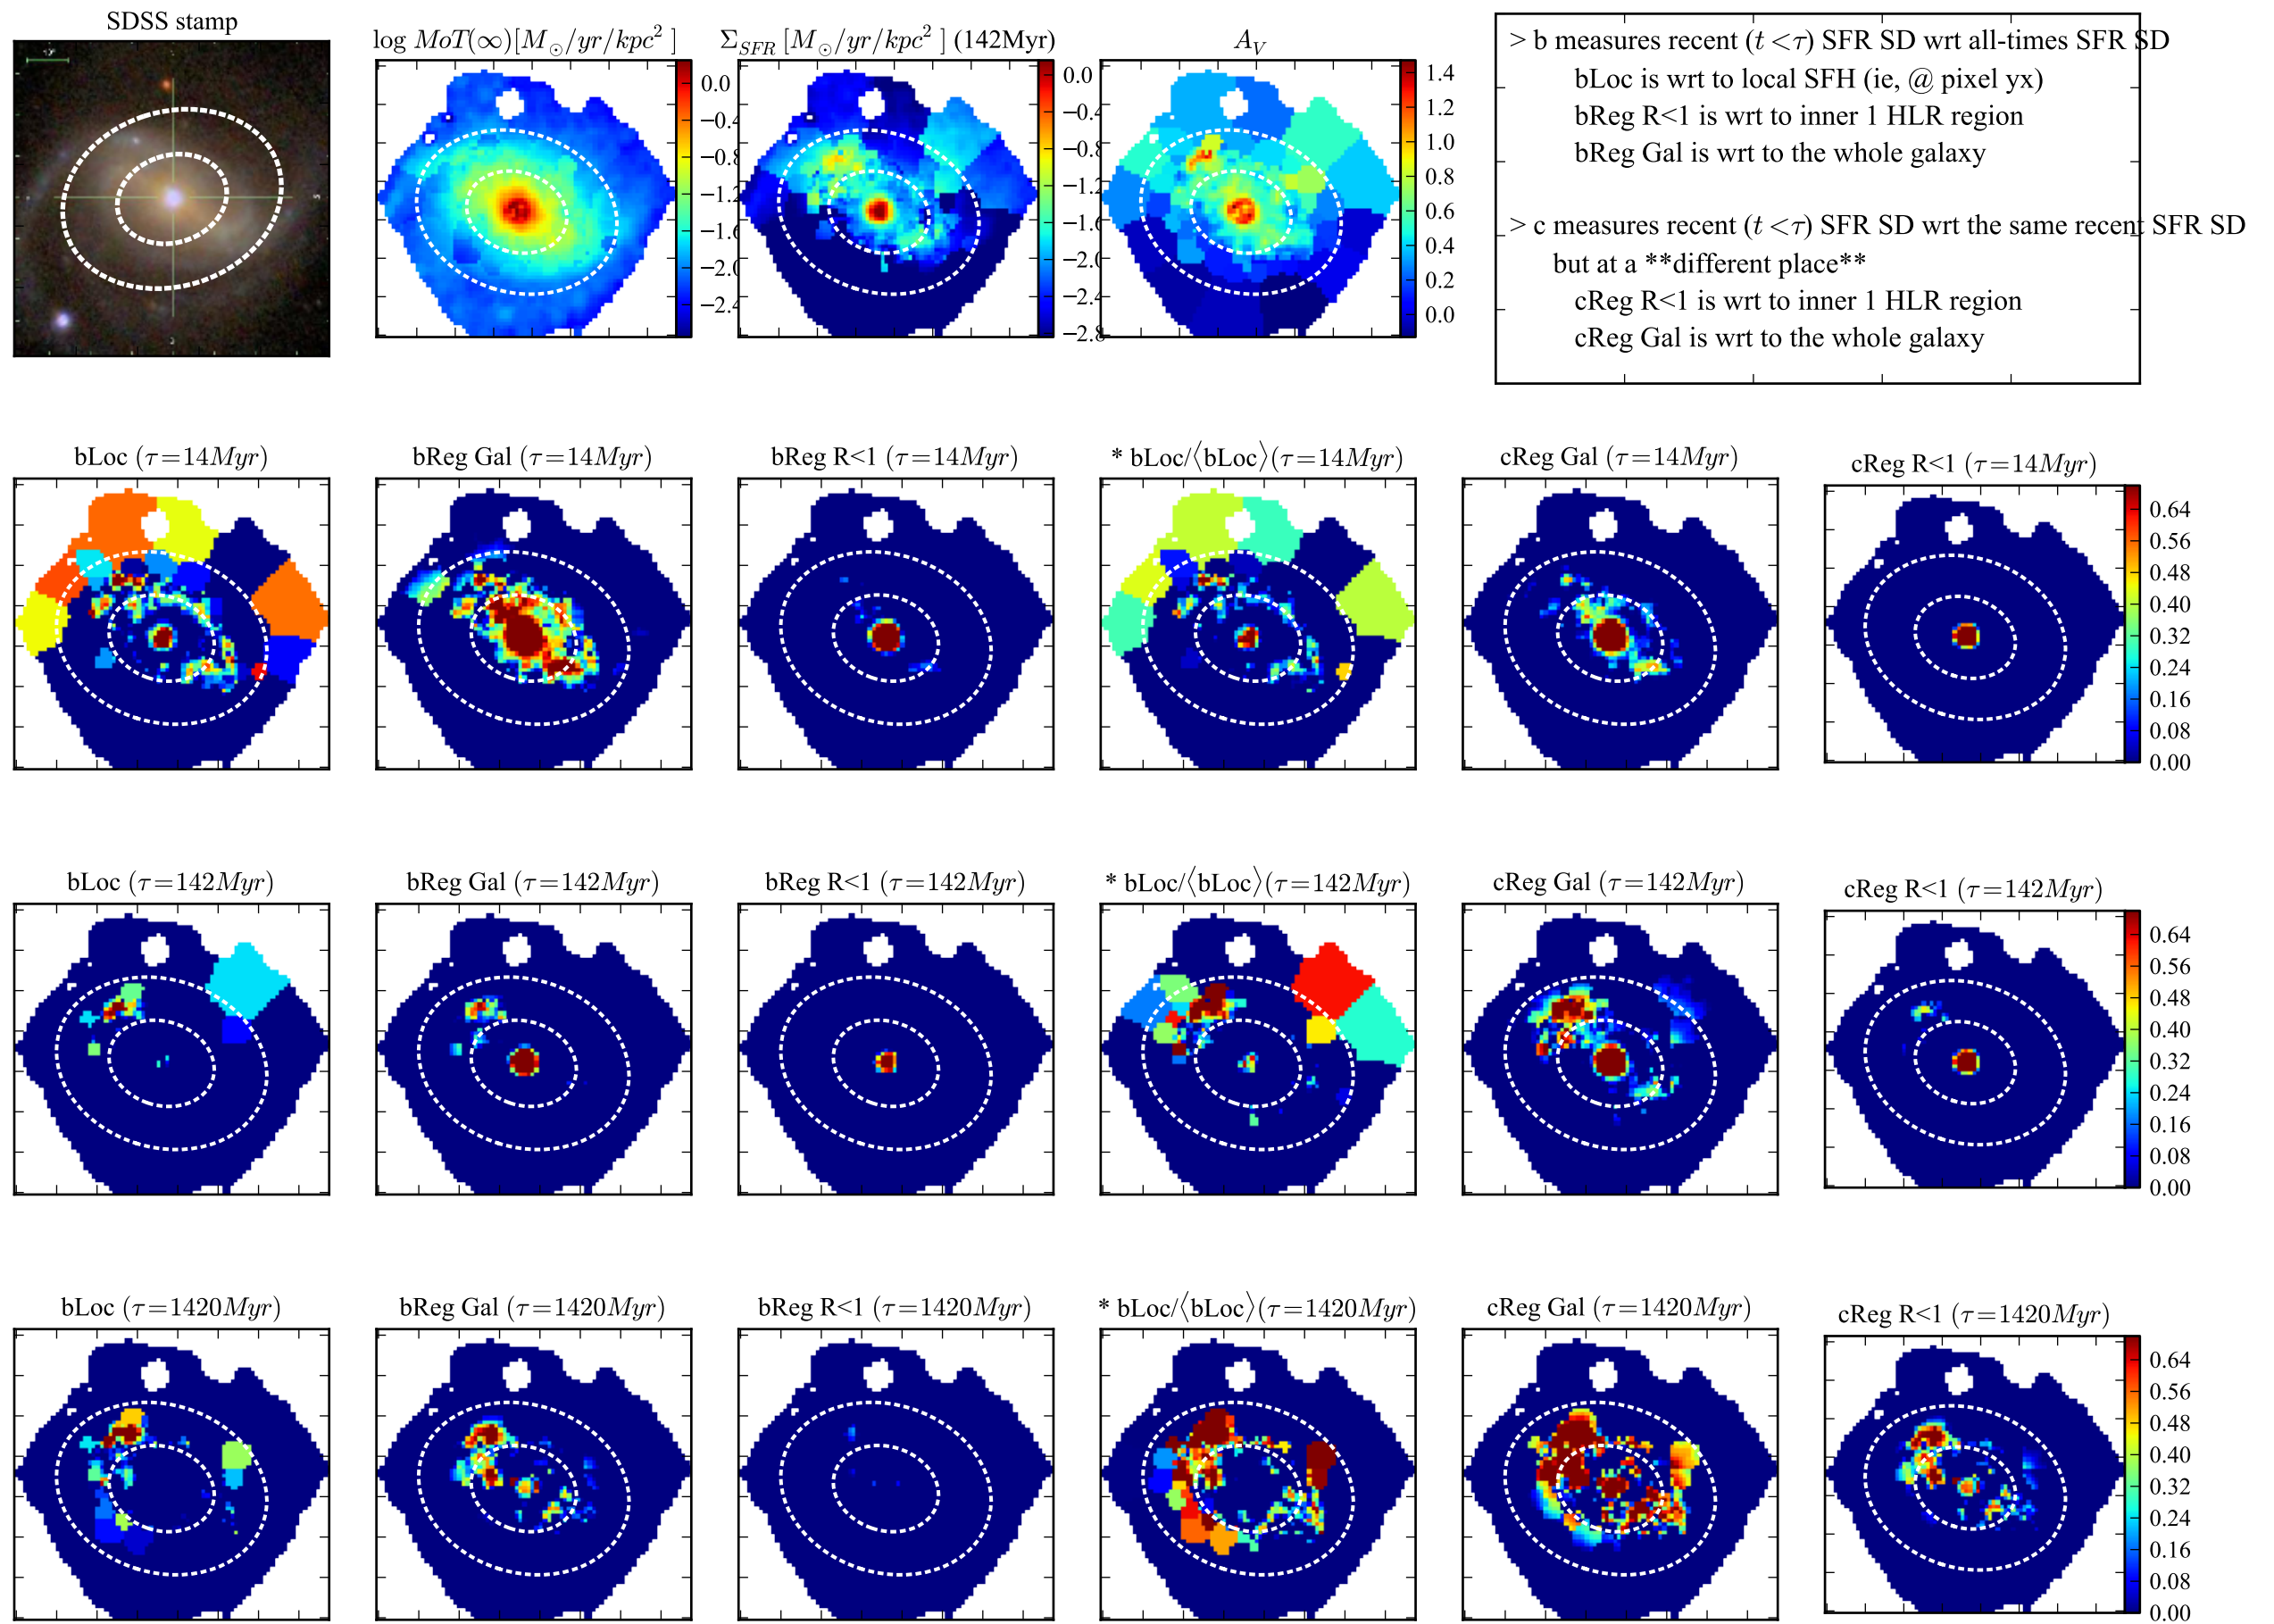 SDSS stamp
log MoT(∞)[M⊙/yr/kpc² ]
Σ_SFR [M⊙/yr/kpc² ] (142Myr)
A_V
0.0
−0.4
−0.8
−1.2
−1.6
−2.0
−2.4
0.0
−0.4
−0.8
−1.2
−1.6
−2.0
−2.4
−2.8
1.4
1.2
1.0
0.8
0.6
0.4
0.2
0.0
> b measures recent (t <τ) SFR SD wrt all-times SFR SD
bLoc is wrt to local SFH (ie, @ pixel yx)
bReg R<1 is wrt to inner 1 HLR region
bReg Gal is wrt to the whole galaxy
> c measures recent (t <τ) SFR SD wrt the same recent SFR SD
but at a **different place**
cReg R<1 is wrt to inner 1 HLR region
cReg Gal is wrt to the whole galaxy
bLoc (τ=14Myr)
bReg Gal (τ=14Myr)
bReg R<1 (τ=14Myr)
* bLoc/⟨bLoc⟩(τ=14Myr)
cReg Gal (τ=14Myr)
cReg R<1 (τ=14Myr)
0.64
0.56
0.48
0.40
0.32
0.24
0.16
0.08
0.00
bLoc (τ=142Myr)
bReg Gal (τ=142Myr)
bReg R<1 (τ=142Myr)
* bLoc/⟨bLoc⟩(τ=142Myr)
cReg Gal (τ=142Myr)
cReg R<1 (τ=142Myr)
0.64
0.56
0.48
0.40
0.32
0.24
0.16
0.08
0.00
bLoc (τ=1420Myr)
bReg Gal (τ=1420Myr)
bReg R<1 (τ=1420Myr)
* bLoc/⟨bLoc⟩(τ=1420Myr)
cReg Gal (τ=1420Myr)
cReg R<1 (τ=1420Myr)
0.64
0.56
0.48
0.40
0.32
0.24
0.16
0.08
0.00